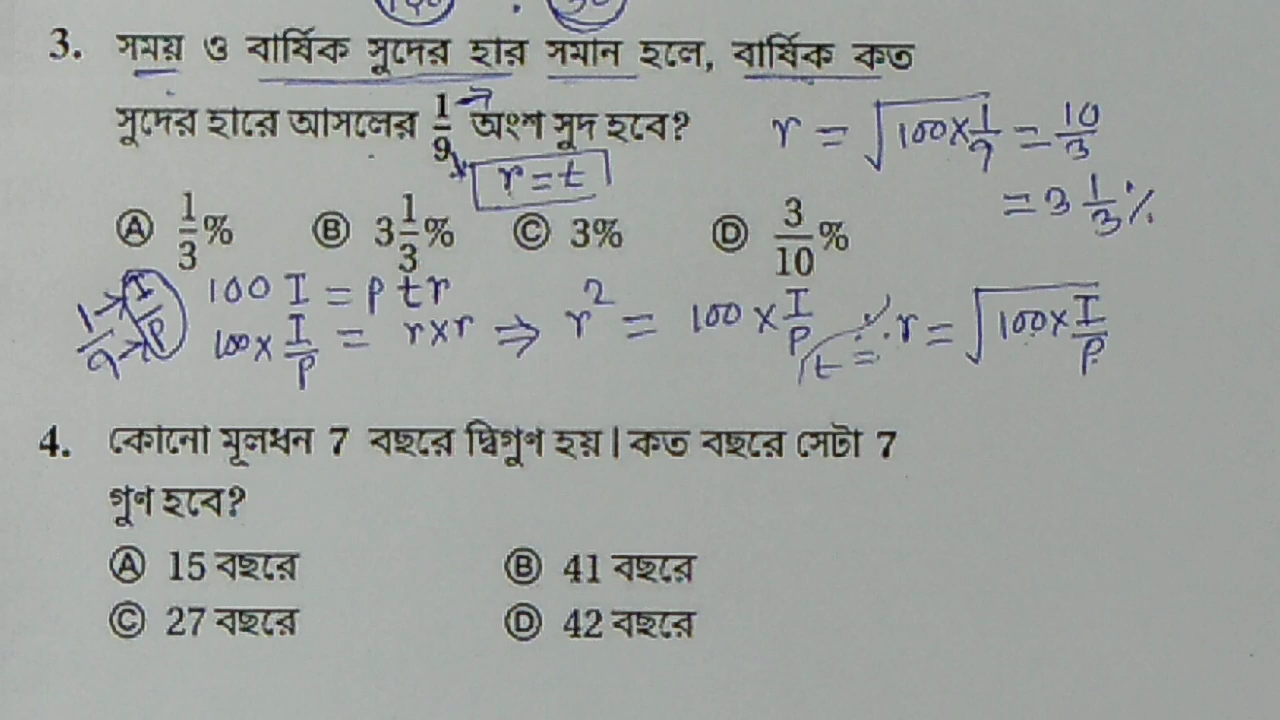 3. সময় ও বার্ষিক সুদের হার সমান হলে, বার্ষিক কত
সুদের হারে আসলের 1/9 অংশ সুদ হবে?
r = √(100 × 1/9) = 10/3
= 3 1/3 %
r = t
Ⓐ 1/3% Ⓑ 3 1/3% Ⓒ 3% Ⓓ 3/10%
1/9 → I/P
100 I = P t r
100 × I/P = r × r ⇒ r² = 100 × I/P
t =
∴ r = √(100 × I/P)
4. কোনো মূলধন 7 বছরে দ্বিগুণ হয়। কত বছরে সেটা 7
গুণ হবে?
Ⓐ 15 বছরে Ⓑ 41 বছরে
Ⓒ 27 বছরে Ⓓ 42 বছরে